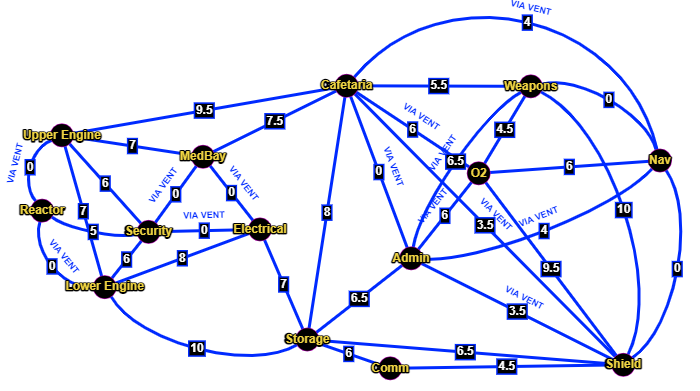 VIA VENT
4
Cafetaria
5.5
Weapons
0
9.5
7.5
VIA VENT
6
4.5
Upper Engine
7
MedBay
VIA VENT
6.5
Nav
VIA VENT
0
6
VIA VENT
0
VIA VENT
0
VIA VENT
0
O2
6
Reactor
7
5
VIA VENT
8
VIA VENT
6
VIA VENT
3.5
VIA VENT
4
10
Security
0
Electrical
VIA VENT
0
6
8
Admin
9.5
0
Lower Engine
7
6.5
VIA VENT
3.5
10
Storage
6
6.5
Comm
4.5
Shield